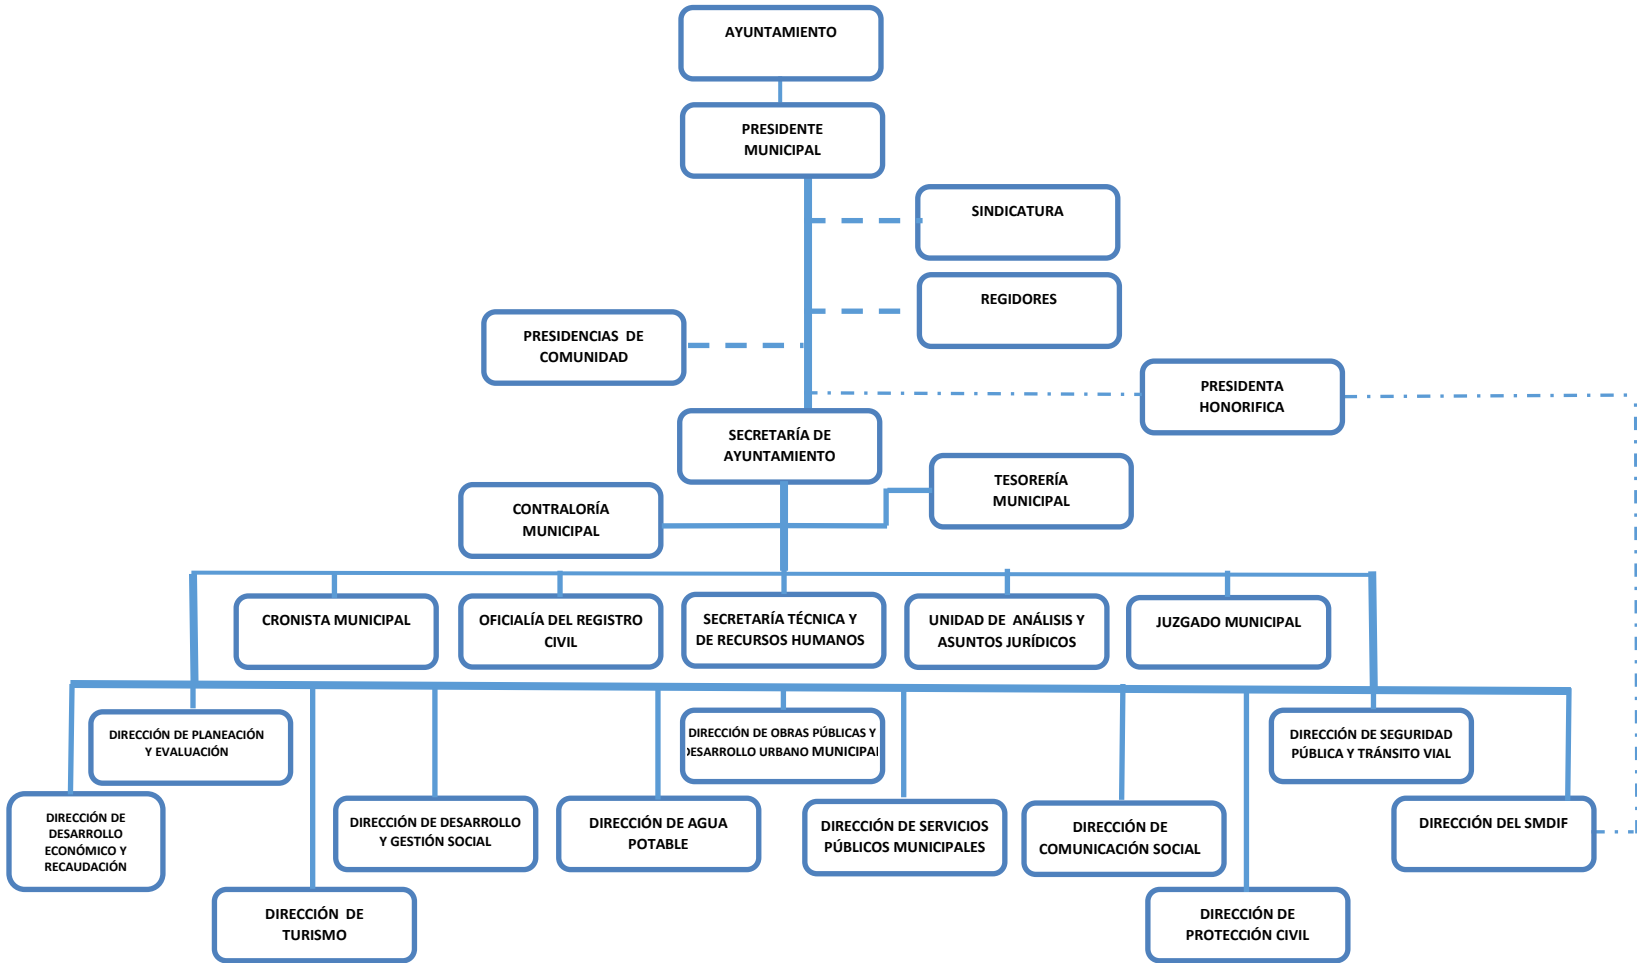 AYUNTAMIENTO
PRESIDENTE
MUNICIPAL
SINDICATURA
REGIDORES
PRESIDENCIAS DE
COMUNIDAD
PRESIDENTA
HONORIFICA
SECRETARÍA DE
AYUNTAMIENTO
TESORERÍA
MUNICIPAL
CONTRALORÍA
MUNICIPAL
CRONISTA MUNICIPAL
OFICIALÍA DEL REGISTRO
CIVIL
SECRETARÍA TÉCNICA Y
DE RECURSOS HUMANOS
UNIDAD DE ANÁLISIS Y
ASUNTOS JURÍDICOS
JUZGADO MUNICIPAL
DIRECCIÓN DE PLANEACIÓN
Y EVALUACIÓN
DIRECCIÓN DE OBRAS PÚBLICAS Y
DESARROLLO URBANO MUNICIPAL
DIRECCIÓN DE SEGURIDAD
PÚBLICA Y TRÁNSITO VIAL
DIRECCIÓN DE
DESARROLLO
ECONÓMICO Y
RECAUDACIÓN
DIRECCIÓN DE DESARROLLO
Y GESTIÓN SOCIAL
DIRECCIÓN DE AGUA
POTABLE
DIRECCIÓN DE SERVICIOS
PÚBLICOS MUNICIPALES
DIRECCIÓN DE
COMUNICACIÓN SOCIAL
DIRECCIÓN DEL SMDIF
DIRECCIÓN DE
TURISMO
DIRECCIÓN DE
PROTECCIÓN CIVIL